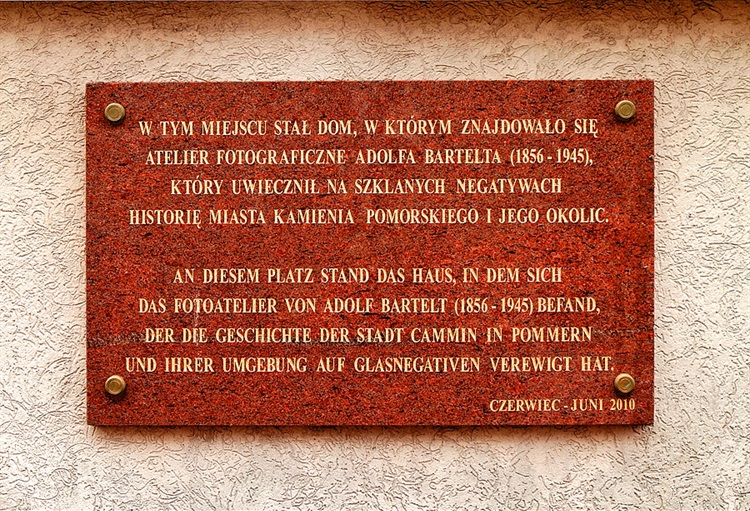 W TYM MIEJSCU STAŁ DOM, W KTÓRYM ZNAJDOWAŁO SIĘ
ATELIER FOTOGRAFICZNE ADOLFA BARTELTA (1856 - 1945),
KTÓRY UWIECZNIŁ NA SZKLANYCH NEGATYWACH
HISTORIĘ MIASTA KAMIENIA POMORSKIEGO I JEGO OKOLIC.
AN DIESEM PLATZ STAND DAS HAUS, IN DEM SICH
DAS FOTOATELIER VON ADOLF BARTELT (1856 - 1945) BEFAND,
DER DIE GESCHICHTE DER STADT CAMMIN IN POMMERN
UND IHRER UMGEBUNG AUF GLASNEGATIVEN VEREWIGT HAT.
CZERWIEC - JUNI 2010